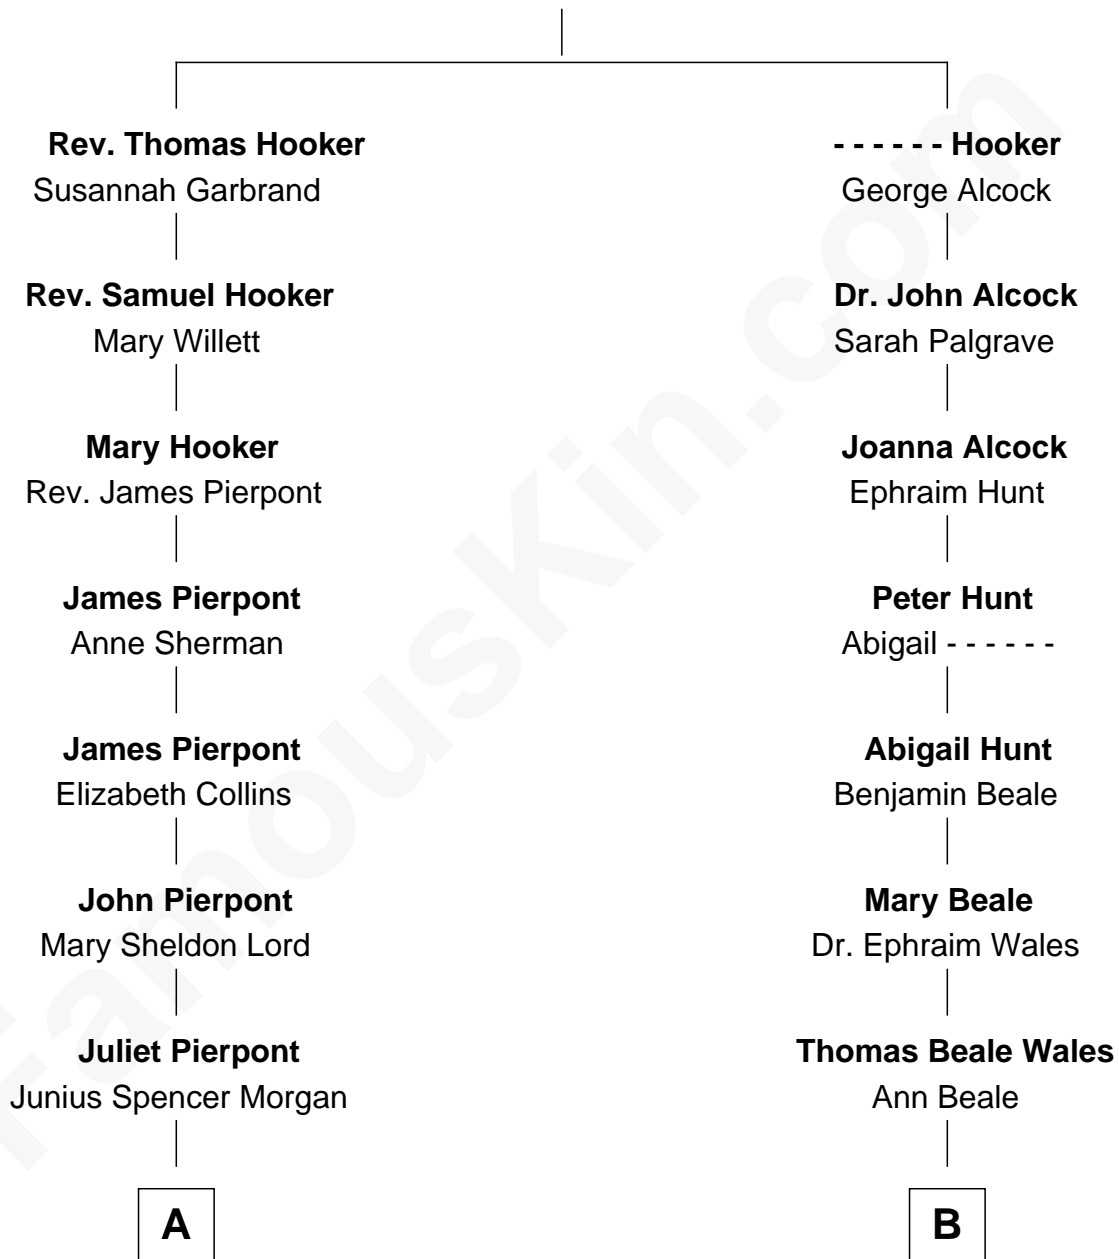 Rev. Thomas Hooker
Susannah Garbrand
Rev. Samuel Hooker
Mary Willett
Mary Hooker
Rev. James Pierpont
James Pierpont
Anne Sherman
James Pierpont
Elizabeth Collins
John Pierpont
Mary Sheldon Lord
Juliet Pierpont
Junius Spencer Morgan
A
- - - - - - Hooker
George Alcock
Dr. John Alcock
Sarah Palgrave
Joanna Alcock
Ephraim Hunt
Peter Hunt
Abigail - - - - - -
Abigail Hunt
Benjamin Beale
Mary Beale
Dr. Ephraim Wales
Thomas Beale Wales
Ann Beale
B
FamousKin.com